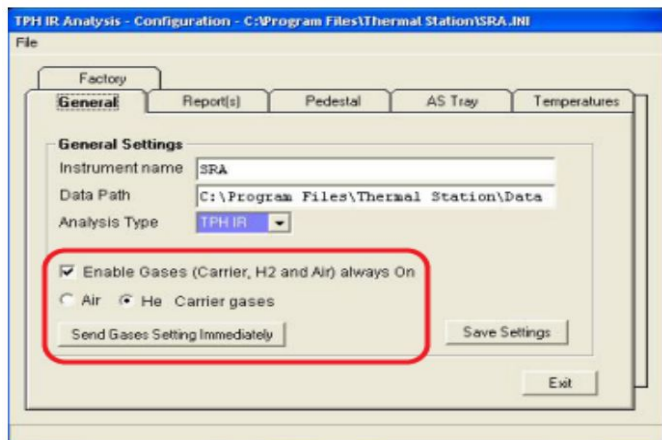 TPH IR Analysis - Configuration - C:\Program Files\Thermal Station\SRA.INI
File
Factory
General Report(s) Pedestal AS Tray Temperatures
General Settings
Instrument name SRA
Data Path C:\Program Files\Thermal Station\Data
Analysis Type TPH IR
Enable Gases (Carrier, H2 and Air) always On
Air He Carrier gases
Send Gases Setting Immediately Save Settings
Exit